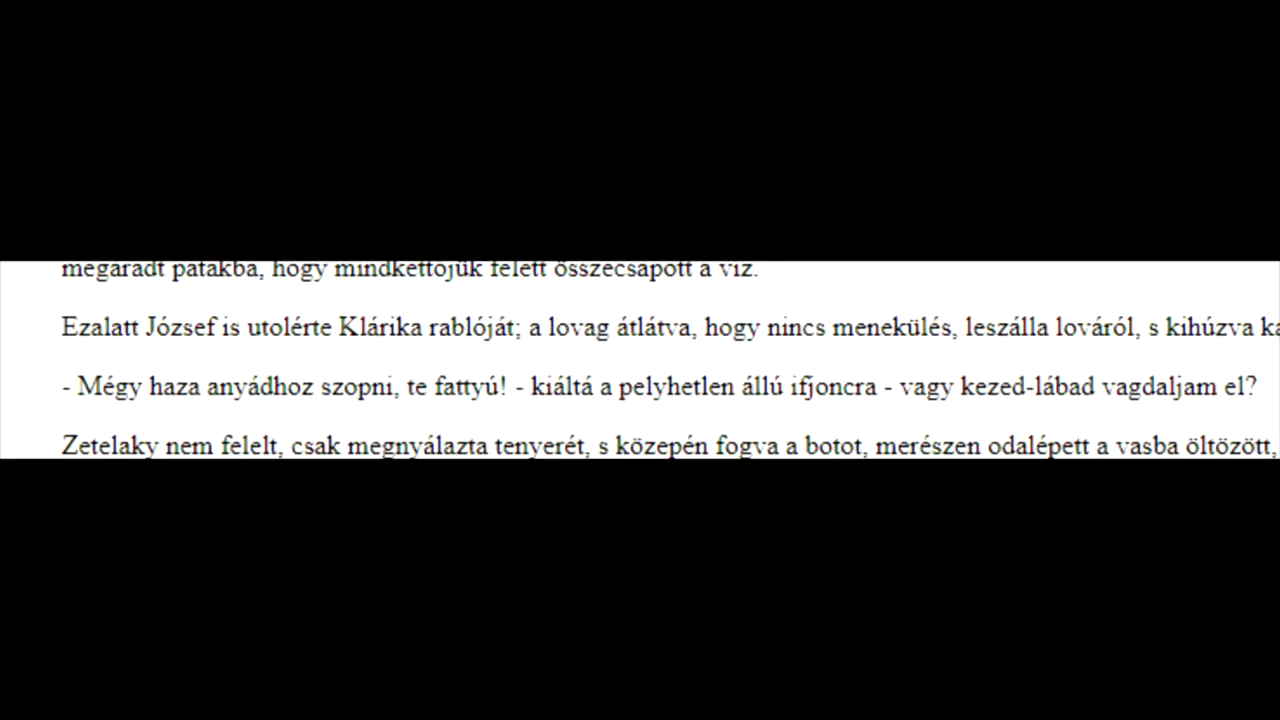 megáradt patakba, hogy mindkettőjük felett összecsapott a víz.
Ezalatt József is utolérte Klárika rablóját; a lovag átlátva, hogy nincs menekülés, leszálla lováról, s kihúzva
- Mégy haza anyádhoz szopni, te fattyú! - kiáltá a pelyhetlen állú ifjoncra - vagy kezed-lábad vagdaljam el?
Zetelaky nem felelt, csak megnyálazta tenyerét, s közepén fogva a botot, merészen odalépett a vasba öltözött,